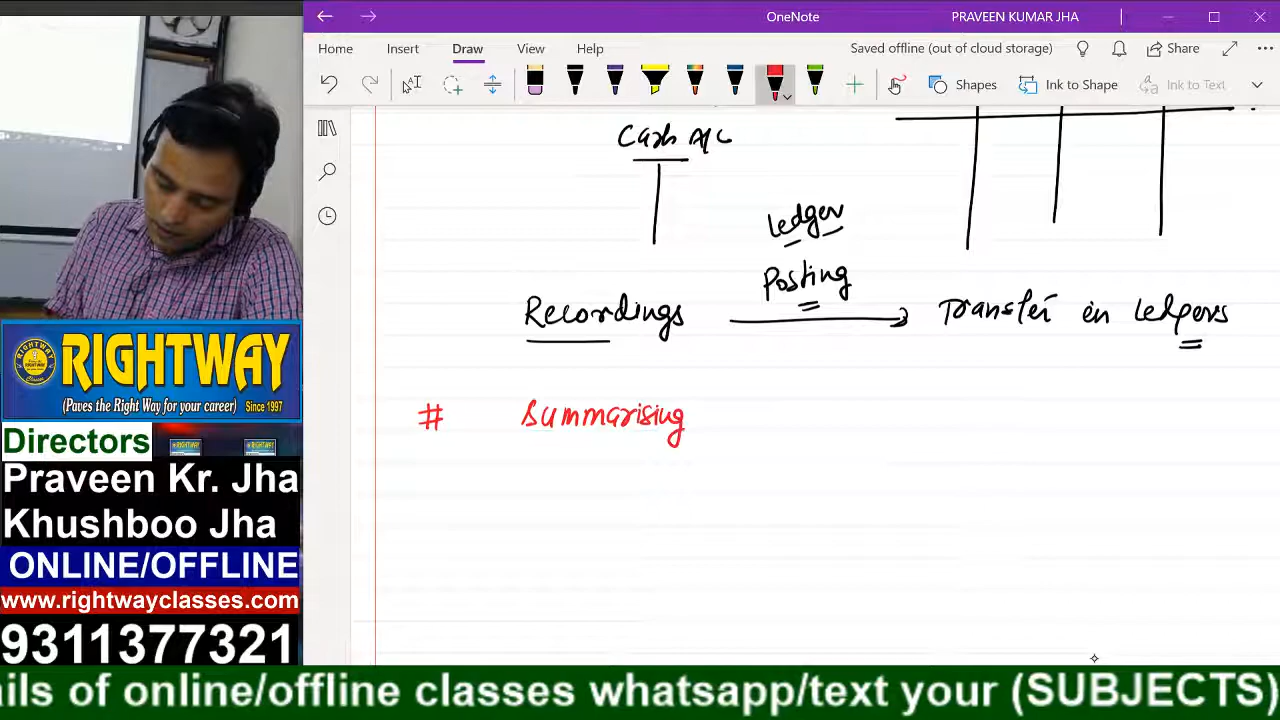 OneNote
PRAVEEN KUMAR JHA
Home Insert Draw View Help
Saved offline (out of cloud storage)
Share
Shapes
Ink to Shape
Ink to Text
Cash A/C
Ledger
Posting
Recordings
Transfer in Ledgers
# Summarising
RIGHTWAY
(Paves the Right Way for your career) Since 1997
Directors
Praveen Kr. Jha
Khushboo Jha
ONLINE/OFFLINE
www.rightwayclasses.com
9311377321
ils of online/offline classes whatsapp/text your (SUBJECTS)